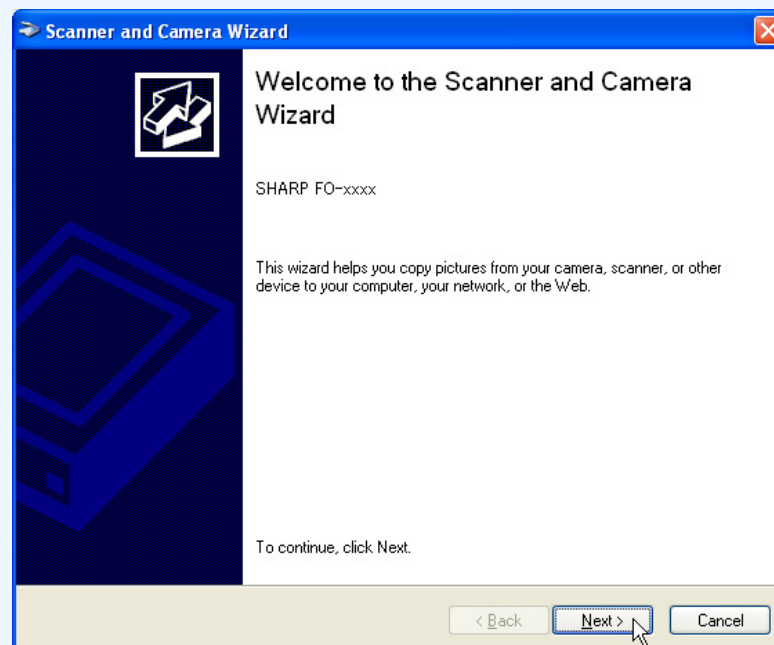 Scanner and Camera Wizard
Welcome to the Scanner and Camera
Wizard
SHARP FO-xxxx
This wizard helps you copy pictures from your camera, scanner, or other
device to your computer, your network, or the Web.
To continue, click Next.
< Back
Next >
Cancel